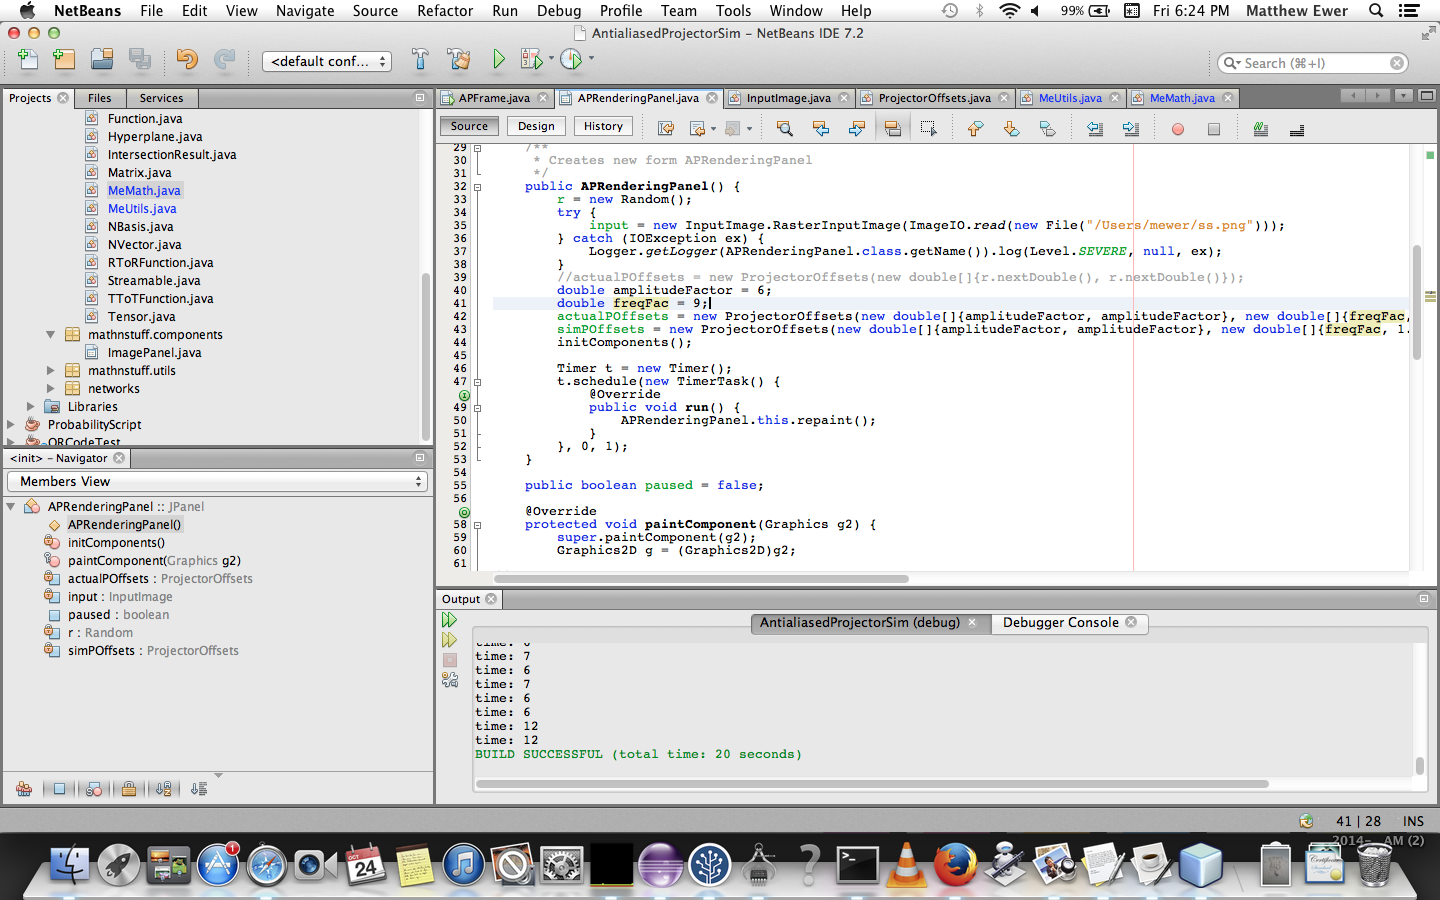 NetBeans File Edit View Navigate Source Refactor Run Debug Profile Team Tools Window Help 99% Fri 6:24 PM Matthew Ewer
AntialiasedProjectorSim – NetBeans IDE 7.2
<default conf...
Search (⌘+I)
Projects Files Services
Function.java
Hyperplane.java
IntersectionResult.java
Matrix.java
MeMath.java
MeUtils.java
NBasis.java
NVector.java
RToRFunction.java
Streamable.java
TToTFunction.java
Tensor.java
mathnstuff.components
ImagePanel.java
mathnstuff.utils
networks
Libraries
ProbabilityScript
QRCodeTest
<init> – Navigator
Members View
APRenderingPanel :: JPanel
APRenderingPanel()
initComponents()
paintComponent(Graphics g2)
actualPOffsets : ProjectorOffsets
input : InputImage
paused : boolean
r : Random
simPOffsets : ProjectorOffsets
APFrame.java APRenderingPanel.java InputImage.java ProjectorOffsets.java MeUtils.java MeMath.java
Source Design History
29 /**
30 * Creates new form APRenderingPanel
31 */
32 public APRenderingPanel() {
33 r = new Random();
34 try {
35 input = new InputImage.RasterInputImage(ImageIO.read(new File("/Users/mewer/ss.png")));
36 } catch (IOException ex) {
37 Logger.getLogger(APRenderingPanel.class.getName()).log(Level.SEVERE, null, ex);
38 }
39 //actualPOffsets = new ProjectorOffsets(new double[]{r.nextDouble(), r.nextDouble()});
40 double amplitudeFactor = 6;
41 double freqFac = 9;
42 actualPOffsets = new ProjectorOffsets(new double[]{amplitudeFactor, amplitudeFactor}, new double[]{freqFac,
43 simPOffsets = new ProjectorOffsets(new double[]{amplitudeFactor, amplitudeFactor}, new double[]{freqFac, 1.
44 initComponents();
45
46 Timer t = new Timer();
47 t.schedule(new TimerTask() {
@Override
49 public void run() {
50 APRenderingPanel.this.repaint();
51 }
52 }, 0, 1);
53 }
54
55 public boolean paused = false;
56
@Override
58 protected void paintComponent(Graphics g2) {
59 super.paintComponent(g2);
60 Graphics2D g = (Graphics2D)g2;
61
Output
AntialiasedProjectorSim (debug) Debugger Console
time: 6
time: 7
time: 6
time: 7
time: 6
time: 6
time: 12
time: 12
BUILD SUCCESSFUL (total time: 20 seconds)
41 | 28 INS
2014- AM (2)
1
OCT
24